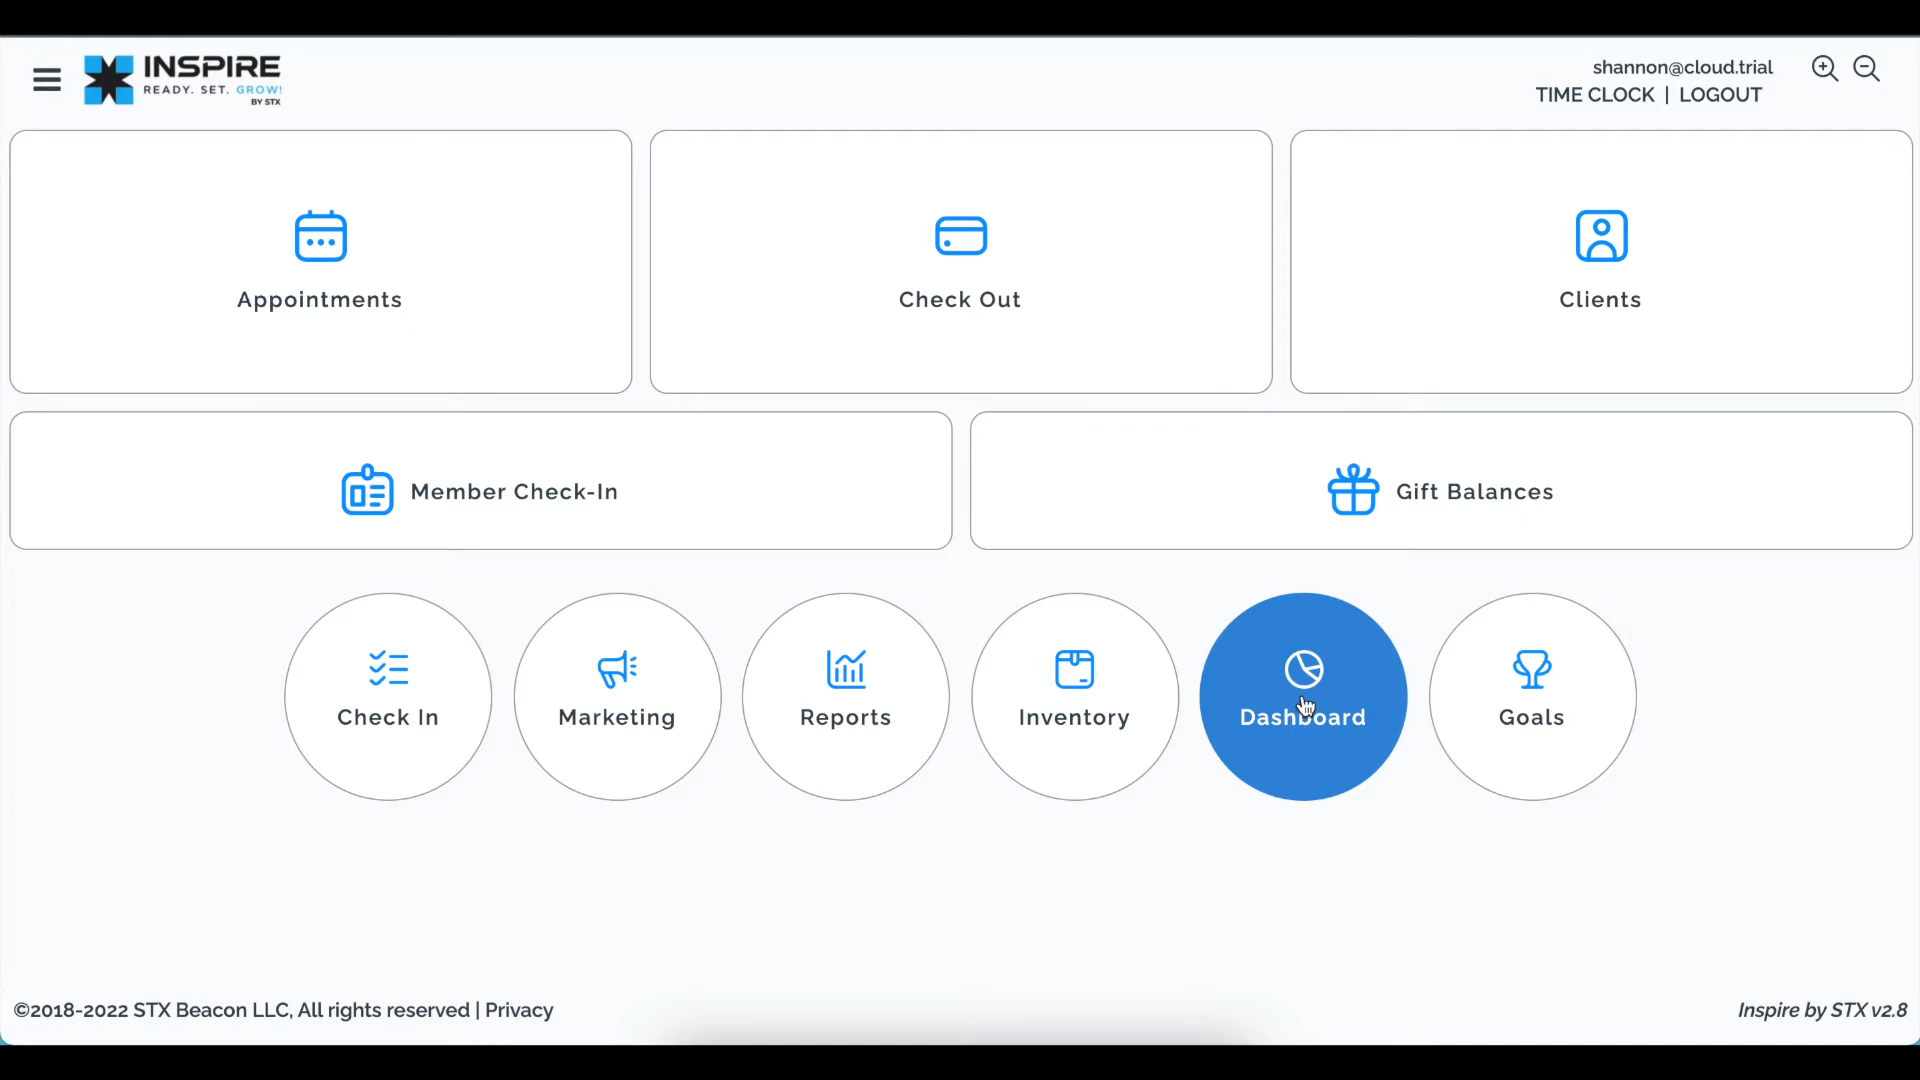 INSPIRE
READY. SET. GROW!
BY STX
shannon@cloud.trial
TIME CLOCK | LOGOUT
Appointments
Check Out
Clients
Member Check-In
Gift Balances
Check In
Marketing
Reports
Inventory
Dashboard
Goals
©2018-2022 STX Beacon LLC, All rights reserved | Privacy
Inspire by STX v2.8